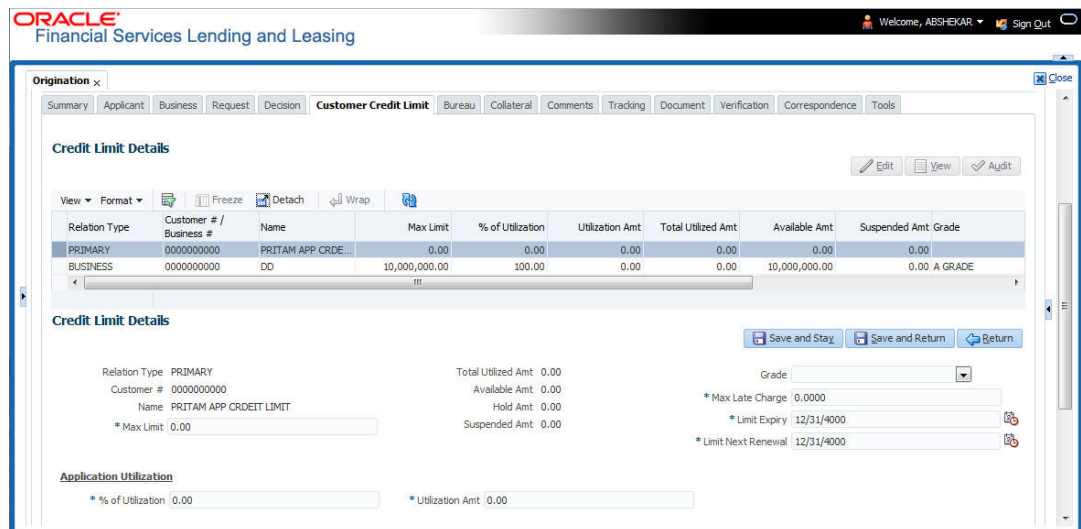 ORACLE®
Financial Services Lending and Leasing
Welcome, ABSHEKAR Sign Out
Origination x
Close
Summary Applicant Business Request Decision Customer Credit Limit Bureau Collateral Comments Tracking Document Verification Correspondence Tools
Credit Limit Details
Edit View Audit
View Format Freeze Detach Wrap
Relation Type Customer # / Business # Name Max Limit % of Utilization Utilization Amt Total Utilized Amt Available Amt Suspended Amt Grade
PRIMARY 0000000000 PRITAM APP CRDE... 0.00 0.00 0.00 0.00 0.00 0.00
BUSINESS 0000000000 DD 10,000,000.00 100.00 0.00 0.00 10,000,000.00 0.00 A GRADE
Credit Limit Details
Save and Stay Save and Return Return
Relation Type PRIMARY Total Utilized Amt 0.00 Grade
Customer # 0000000000 Available Amt 0.00 * Max Late Charge 0.0000
Name PRITAM APP CRDEIT LIMIT Hold Amt 0.00 * Limit Expiry 12/31/4000
* Max Limit 0.00 Suspended Amt 0.00 * Limit Next Renewal 12/31/4000
Application Utilization
* % of Utilization 0.00 * Utilization Amt 0.00